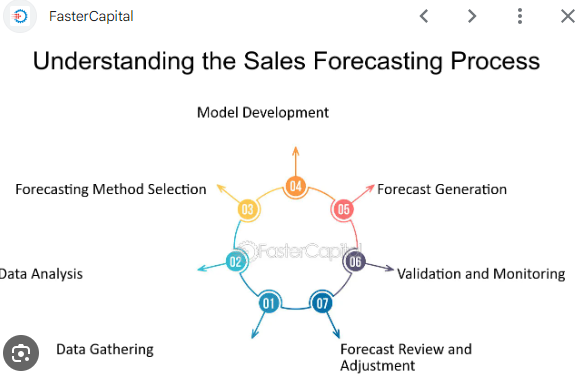 FasterCapital
Understanding the Sales Forecasting Process
Model Development
Forecasting Method Selection
04
Forecast Generation
03
05
FasterCapital
Data Analysis
02
06
Validation and Monitoring
01
07
Data Gathering
Forecast Review and
Adjustment